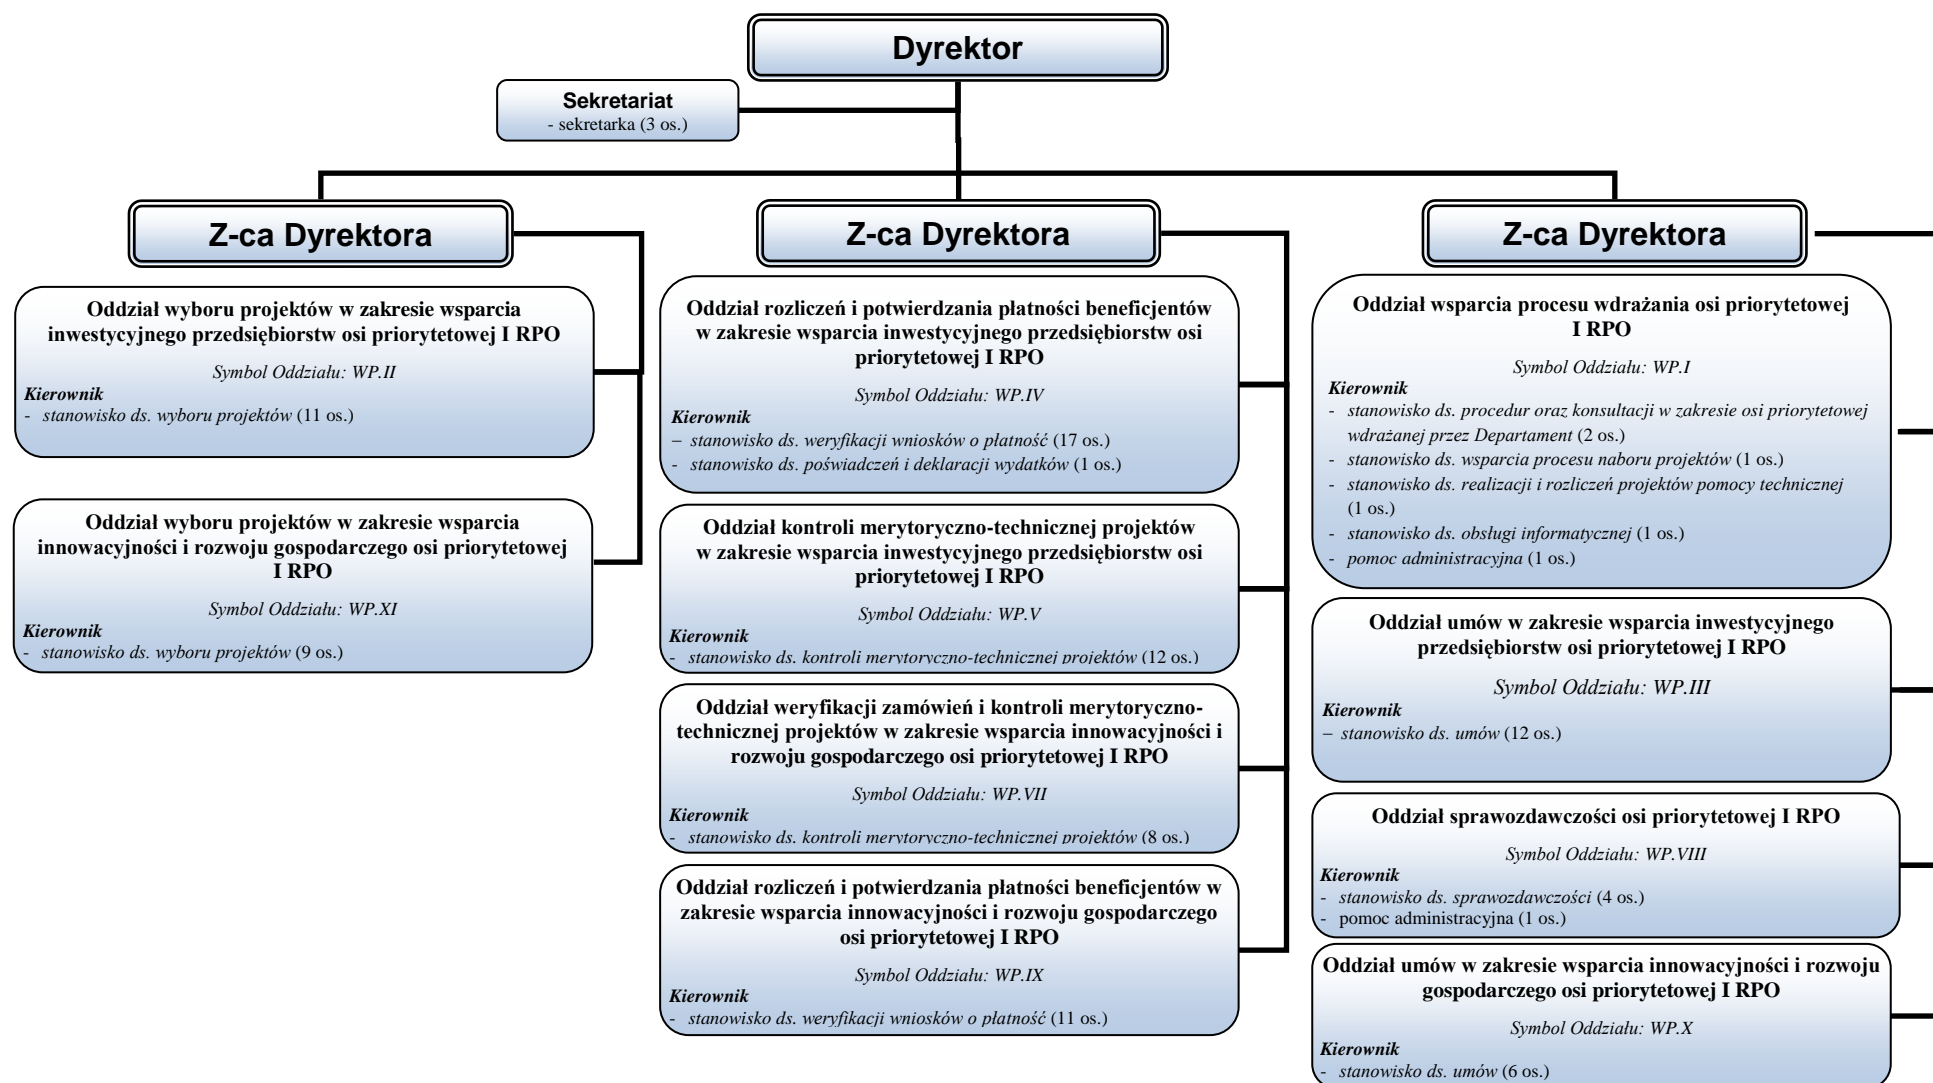 Dyrektor
Sekretariat
- sekretarka (3 os.)
Z-ca Dyrektora
Oddział wyboru projektów w zakresie wsparcia
inwestycyjnego przedsiębiorstw osi priorytetowej I RPO
Symbol Oddziału: WP.II
Kierownik
- stanowisko ds. wyboru projektów (11 os.)
Oddział wyboru projektów w zakresie wsparcia
innowacyjności i rozwoju gospodarczego osi priorytetowej
I RPO
Symbol Oddziału: WP.XI
Kierownik
- stanowisko ds. wyboru projektów (9 os.)
Z-ca Dyrektora
Oddział rozliczeń i potwierdzania płatności beneficjentów
w zakresie wsparcia inwestycyjnego przedsiębiorstw osi
priorytetowej I RPO
Symbol Oddziału: WP.IV
Kierownik
– stanowisko ds. weryfikacji wniosków o płatność (17 os.)
- stanowisko ds. poświadczeń i deklaracji wydatków (1 os.)
Oddział kontroli merytoryczno-technicznej projektów
w zakresie wsparcia inwestycyjnego przedsiębiorstw osi
priorytetowej I RPO
Symbol Oddziału: WP.V
Kierownik
- stanowisko ds. kontroli merytoryczno-technicznej projektów (12 os.)
Oddział weryfikacji zamówień i kontroli merytoryczno-
technicznej projektów w zakresie wsparcia innowacyjności i
rozwoju gospodarczego osi priorytetowej I RPO
Symbol Oddziału: WP.VII
Kierownik
- stanowisko ds. kontroli merytoryczno-technicznej projektów (8 os.)
Oddział rozliczeń i potwierdzania płatności beneficjentów w
zakresie wsparcia innowacyjności i rozwoju gospodarczego
osi priorytetowej I RPO
Symbol Oddziału: WP.IX
Kierownik
- stanowisko ds. weryfikacji wniosków o płatność (11 os.)
Z-ca Dyrektora
Oddział wsparcia procesu wdrażania osi priorytetowej
I RPO
Symbol Oddziału: WP.I
Kierownik
- stanowisko ds. procedur oraz konsultacji w zakresie osi priorytetowej
wdrażanej przez Departament (2 os.)
- stanowisko ds. wsparcia procesu naboru projektów (1 os.)
- stanowisko ds. realizacji i rozliczeń projektów pomocy technicznej
(1 os.)
- stanowisko ds. obsługi informatycznej (1 os.)
- pomoc administracyjna (1 os.)
Oddział umów w zakresie wsparcia inwestycyjnego
przedsiębiorstw osi priorytetowej I RPO
Symbol Oddziału: WP.III
Kierownik
– stanowisko ds. umów (12 os.)
Oddział sprawozdawczości osi priorytetowej I RPO
Symbol Oddziału: WP.VIII
Kierownik
- stanowisko ds. sprawozdawczości (4 os.)
- pomoc administracyjna (1 os.)
Oddział umów w zakresie wsparcia innowacyjności i rozwoju
gospodarczego osi priorytetowej I RPO
Symbol Oddziału: WP.X
Kierownik
- stanowisko ds. umów (6 os.)